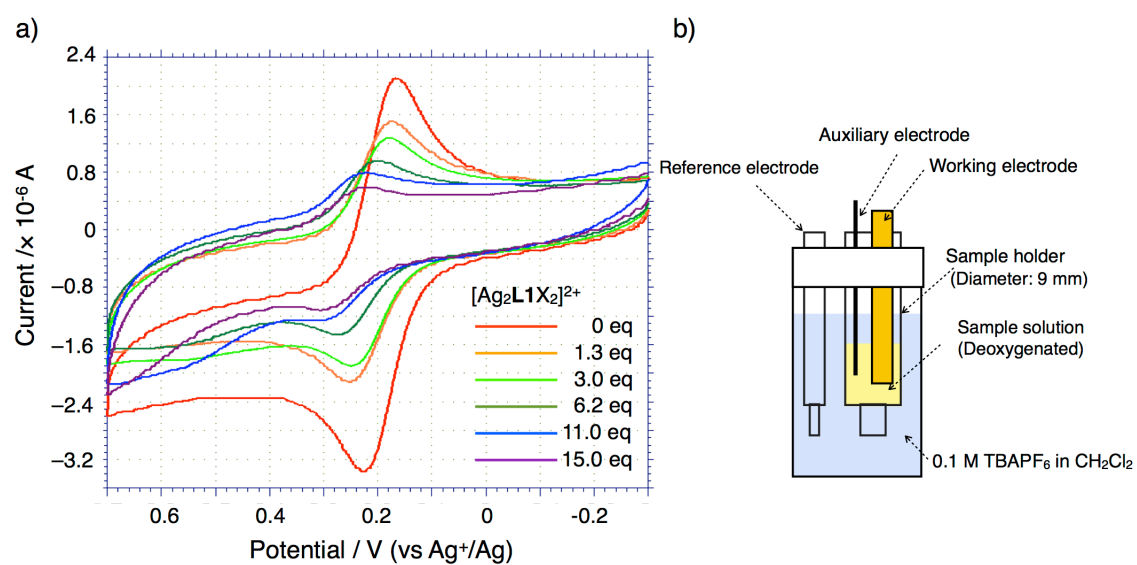 a)
2.4
1.6
0.8
0
−0.8
−1.6
−2.4
−3.2
Current /× 10-6 A
0.6
0.4
0.2
0
-0.2
Potential / V (vs Ag+/Ag)
[Ag2L1X2]2+
0 eq
1.3 eq
3.0 eq
6.2 eq
11.0 eq
15.0 eq
b)
Auxiliary electrode
Reference electrode
Working electrode
Sample holder
(Diameter: 9 mm)
Sample solution
(Deoxygenated)
0.1 M TBAPF6 in CH2Cl2